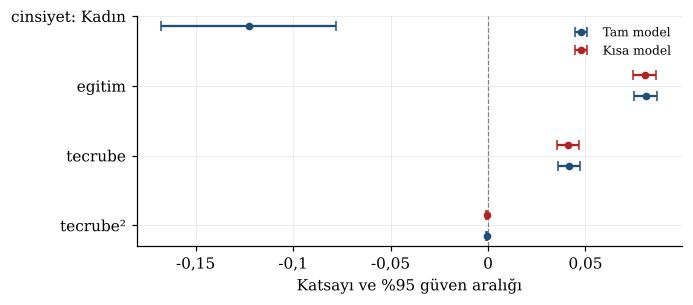 cinsiyet: Kadın
egitim
tecrube
tecrube²
Tam model
Kısa model
-0,15
-0,1
-0,05
0
0,05
Katsayı ve %95 güven aralığı